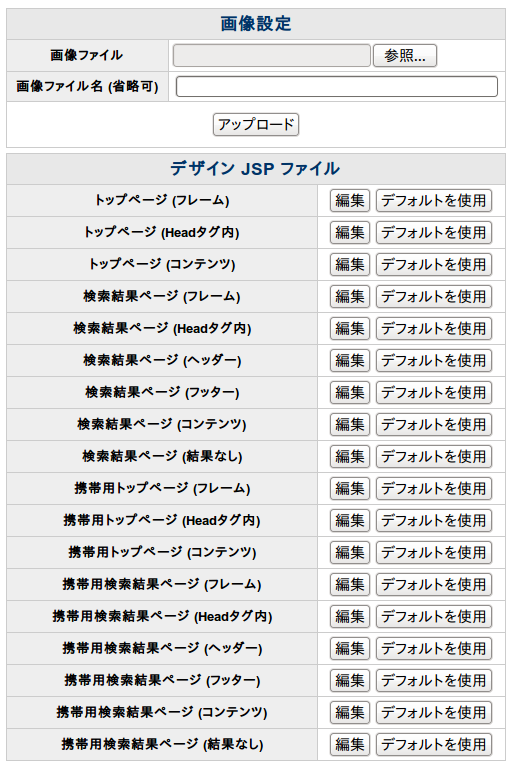 画像設定
画像ファイル 参照...
画像ファイル名 (省略可)
アップロード
デザイン JSP ファイル
トップページ (フレーム) 編集 デフォルトを使用
トップページ (Headタグ内) 編集 デフォルトを使用
トップページ (コンテンツ) 編集 デフォルトを使用
検索結果ページ (フレーム) 編集 デフォルトを使用
検索結果ページ (Headタグ内) 編集 デフォルトを使用
検索結果ページ (ヘッダー) 編集 デフォルトを使用
検索結果ページ (フッター) 編集 デフォルトを使用
検索結果ページ (コンテンツ) 編集 デフォルトを使用
検索結果ページ (結果なし) 編集 デフォルトを使用
携帯用トップページ (フレーム) 編集 デフォルトを使用
携帯用トップページ (Headタグ内) 編集 デフォルトを使用
携帯用トップページ (コンテンツ) 編集 デフォルトを使用
携帯用検索結果ページ (フレーム) 編集 デフォルトを使用
携帯用検索結果ページ (Headタグ内) 編集 デフォルトを使用
携帯用検索結果ページ (ヘッダー) 編集 デフォルトを使用
携帯用検索結果ページ (フッター) 編集 デフォルトを使用
携帯用検索結果ページ (コンテンツ) 編集 デフォルトを使用
携帯用検索結果ページ (結果なし) 編集 デフォルトを使用